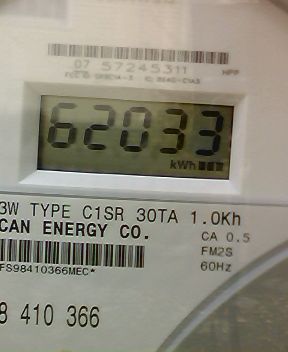 07 57245311
HPP
62033
kWh
3W TYPE C1SR 30TA 1.0Kh
CAN ENERGY CO.
CA 0.5
FM2S
60Hz
FS98410366MEC*
8 410 366